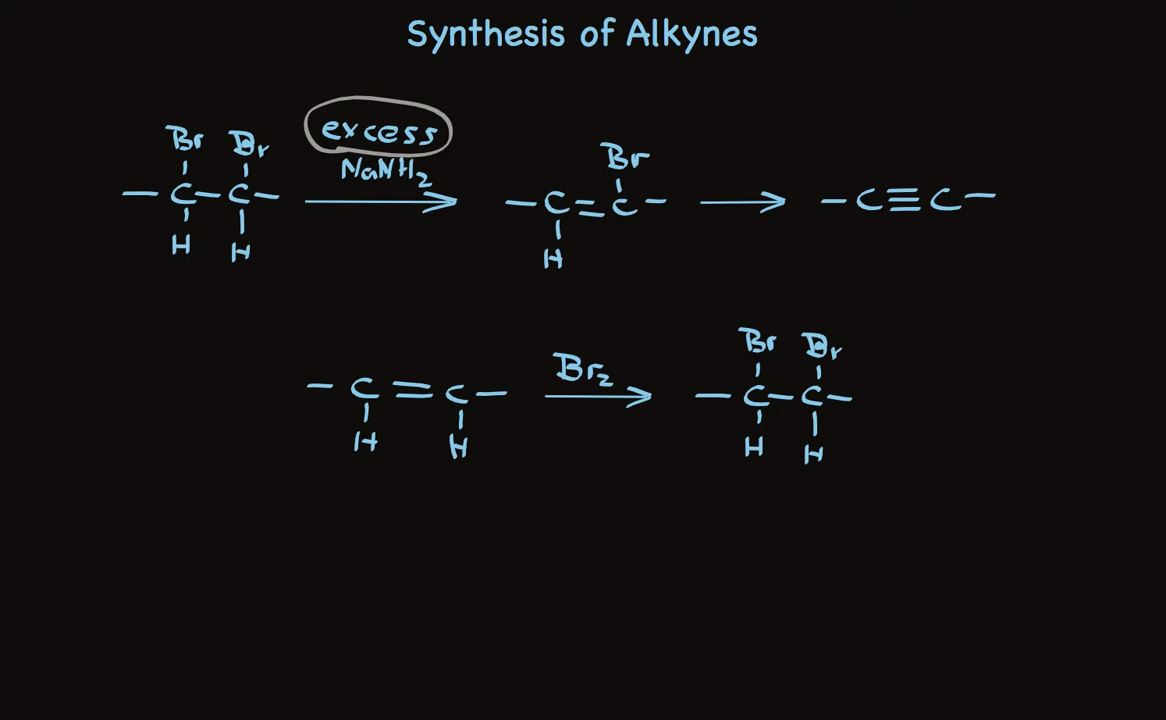 Synthesis of Alkynes
Br Br
excess
NaNH₂
Br
— C — C — → — C = C — → — C ≡ C —
H H
H
Br Br
Br₂
— C = C — → — C — C —
H H
H H